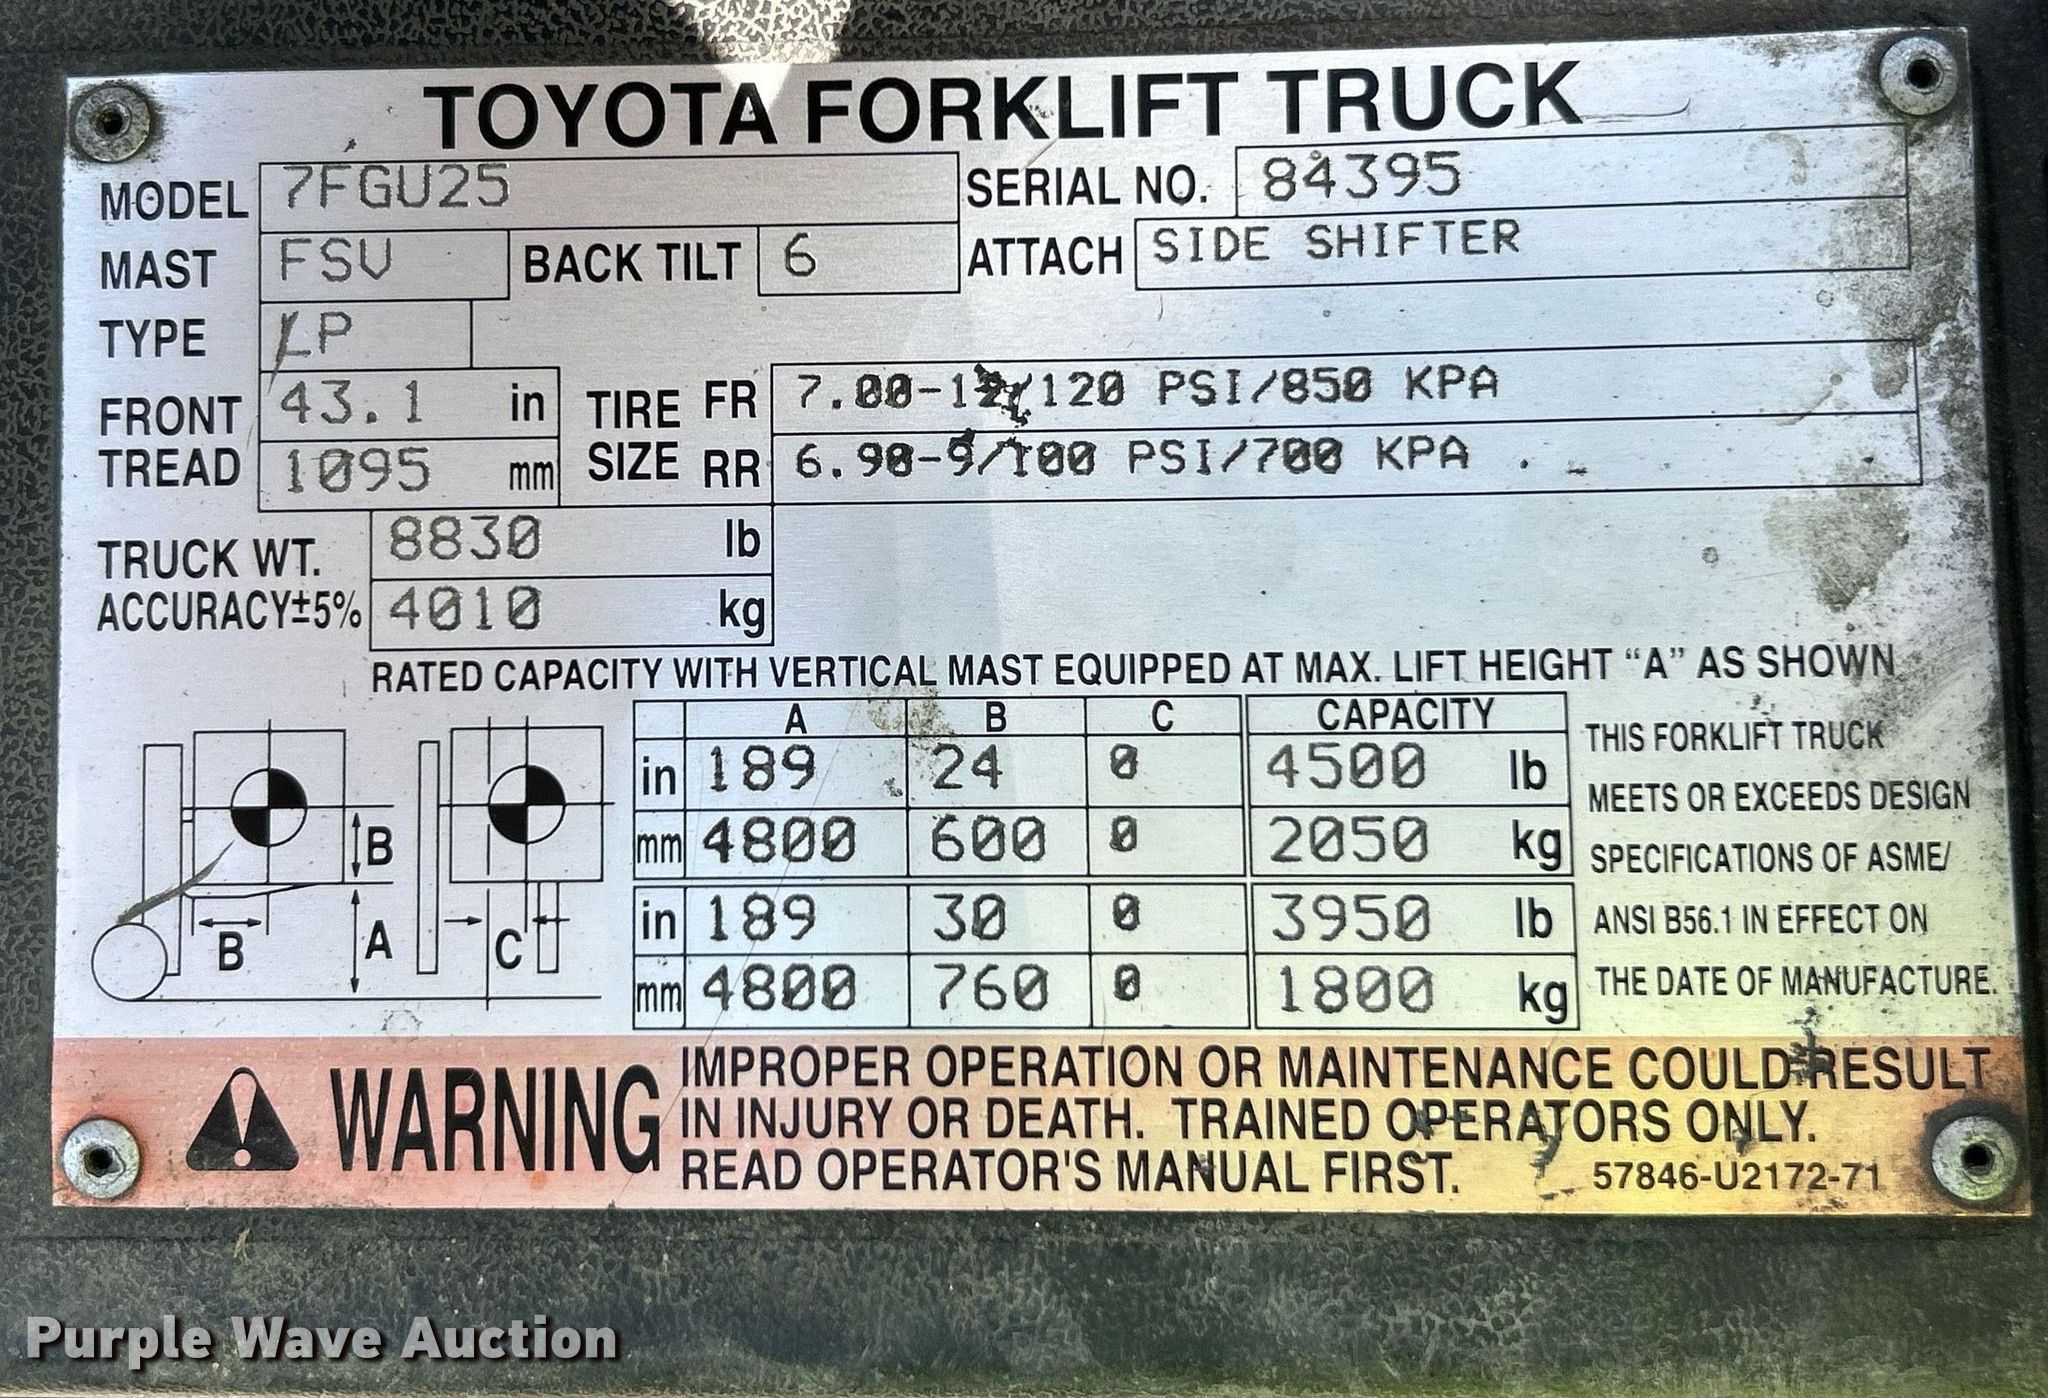 TOYOTA FORKLIFT TRUCK
MODEL 7FGU25 SERIAL NO. 84395
MAST FSV BACK TILT 6 ATTACH SIDE SHIFTER
TYPE LP
FRONT TREAD 43.1 in TIRE SIZE FR 7.00-12/120 PSI/850 KPA
1095 mm RR 6.90-9/100 PSI/700 KPA
TRUCK WT. 8830 lb
ACCURACY±5% 4010 kg
RATED CAPACITY WITH VERTICAL MAST EQUIPPED AT MAX. LIFT HEIGHT "A" AS SHOWN
A B C CAPACITY
in 189 24 0 4500 lb
mm 4800 600 0 2050 kg
in 189 30 0 3950 lb
mm 4800 760 0 1800 kg
B
B
A
C
THIS FORKLIFT TRUCK
MEETS OR EXCEEDS DESIGN
SPECIFICATIONS OF ASME/
ANSI B56.1 IN EFFECT ON
THE DATE OF MANUFACTURE.
WARNING
IMPROPER OPERATION OR MAINTENANCE COULD RESULT
IN INJURY OR DEATH. TRAINED OPERATORS ONLY.
READ OPERATOR'S MANUAL FIRST. 57846-U2172-71
Purple Wave Auction